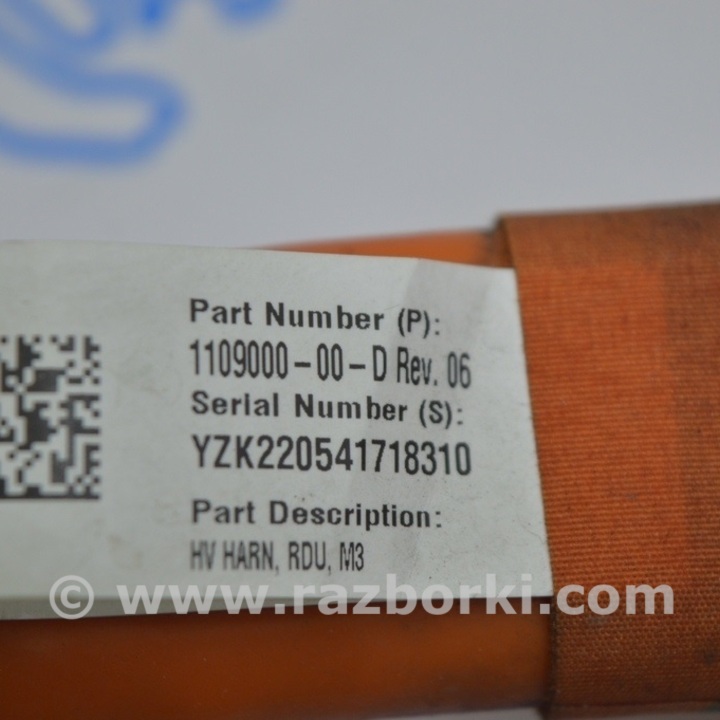 Part Number (P):
1109000-00-D Rev. 06
Serial Number (S):
YZK220541718310
Part Description:
HV HARN, RDU, M3
© www.razborki.com